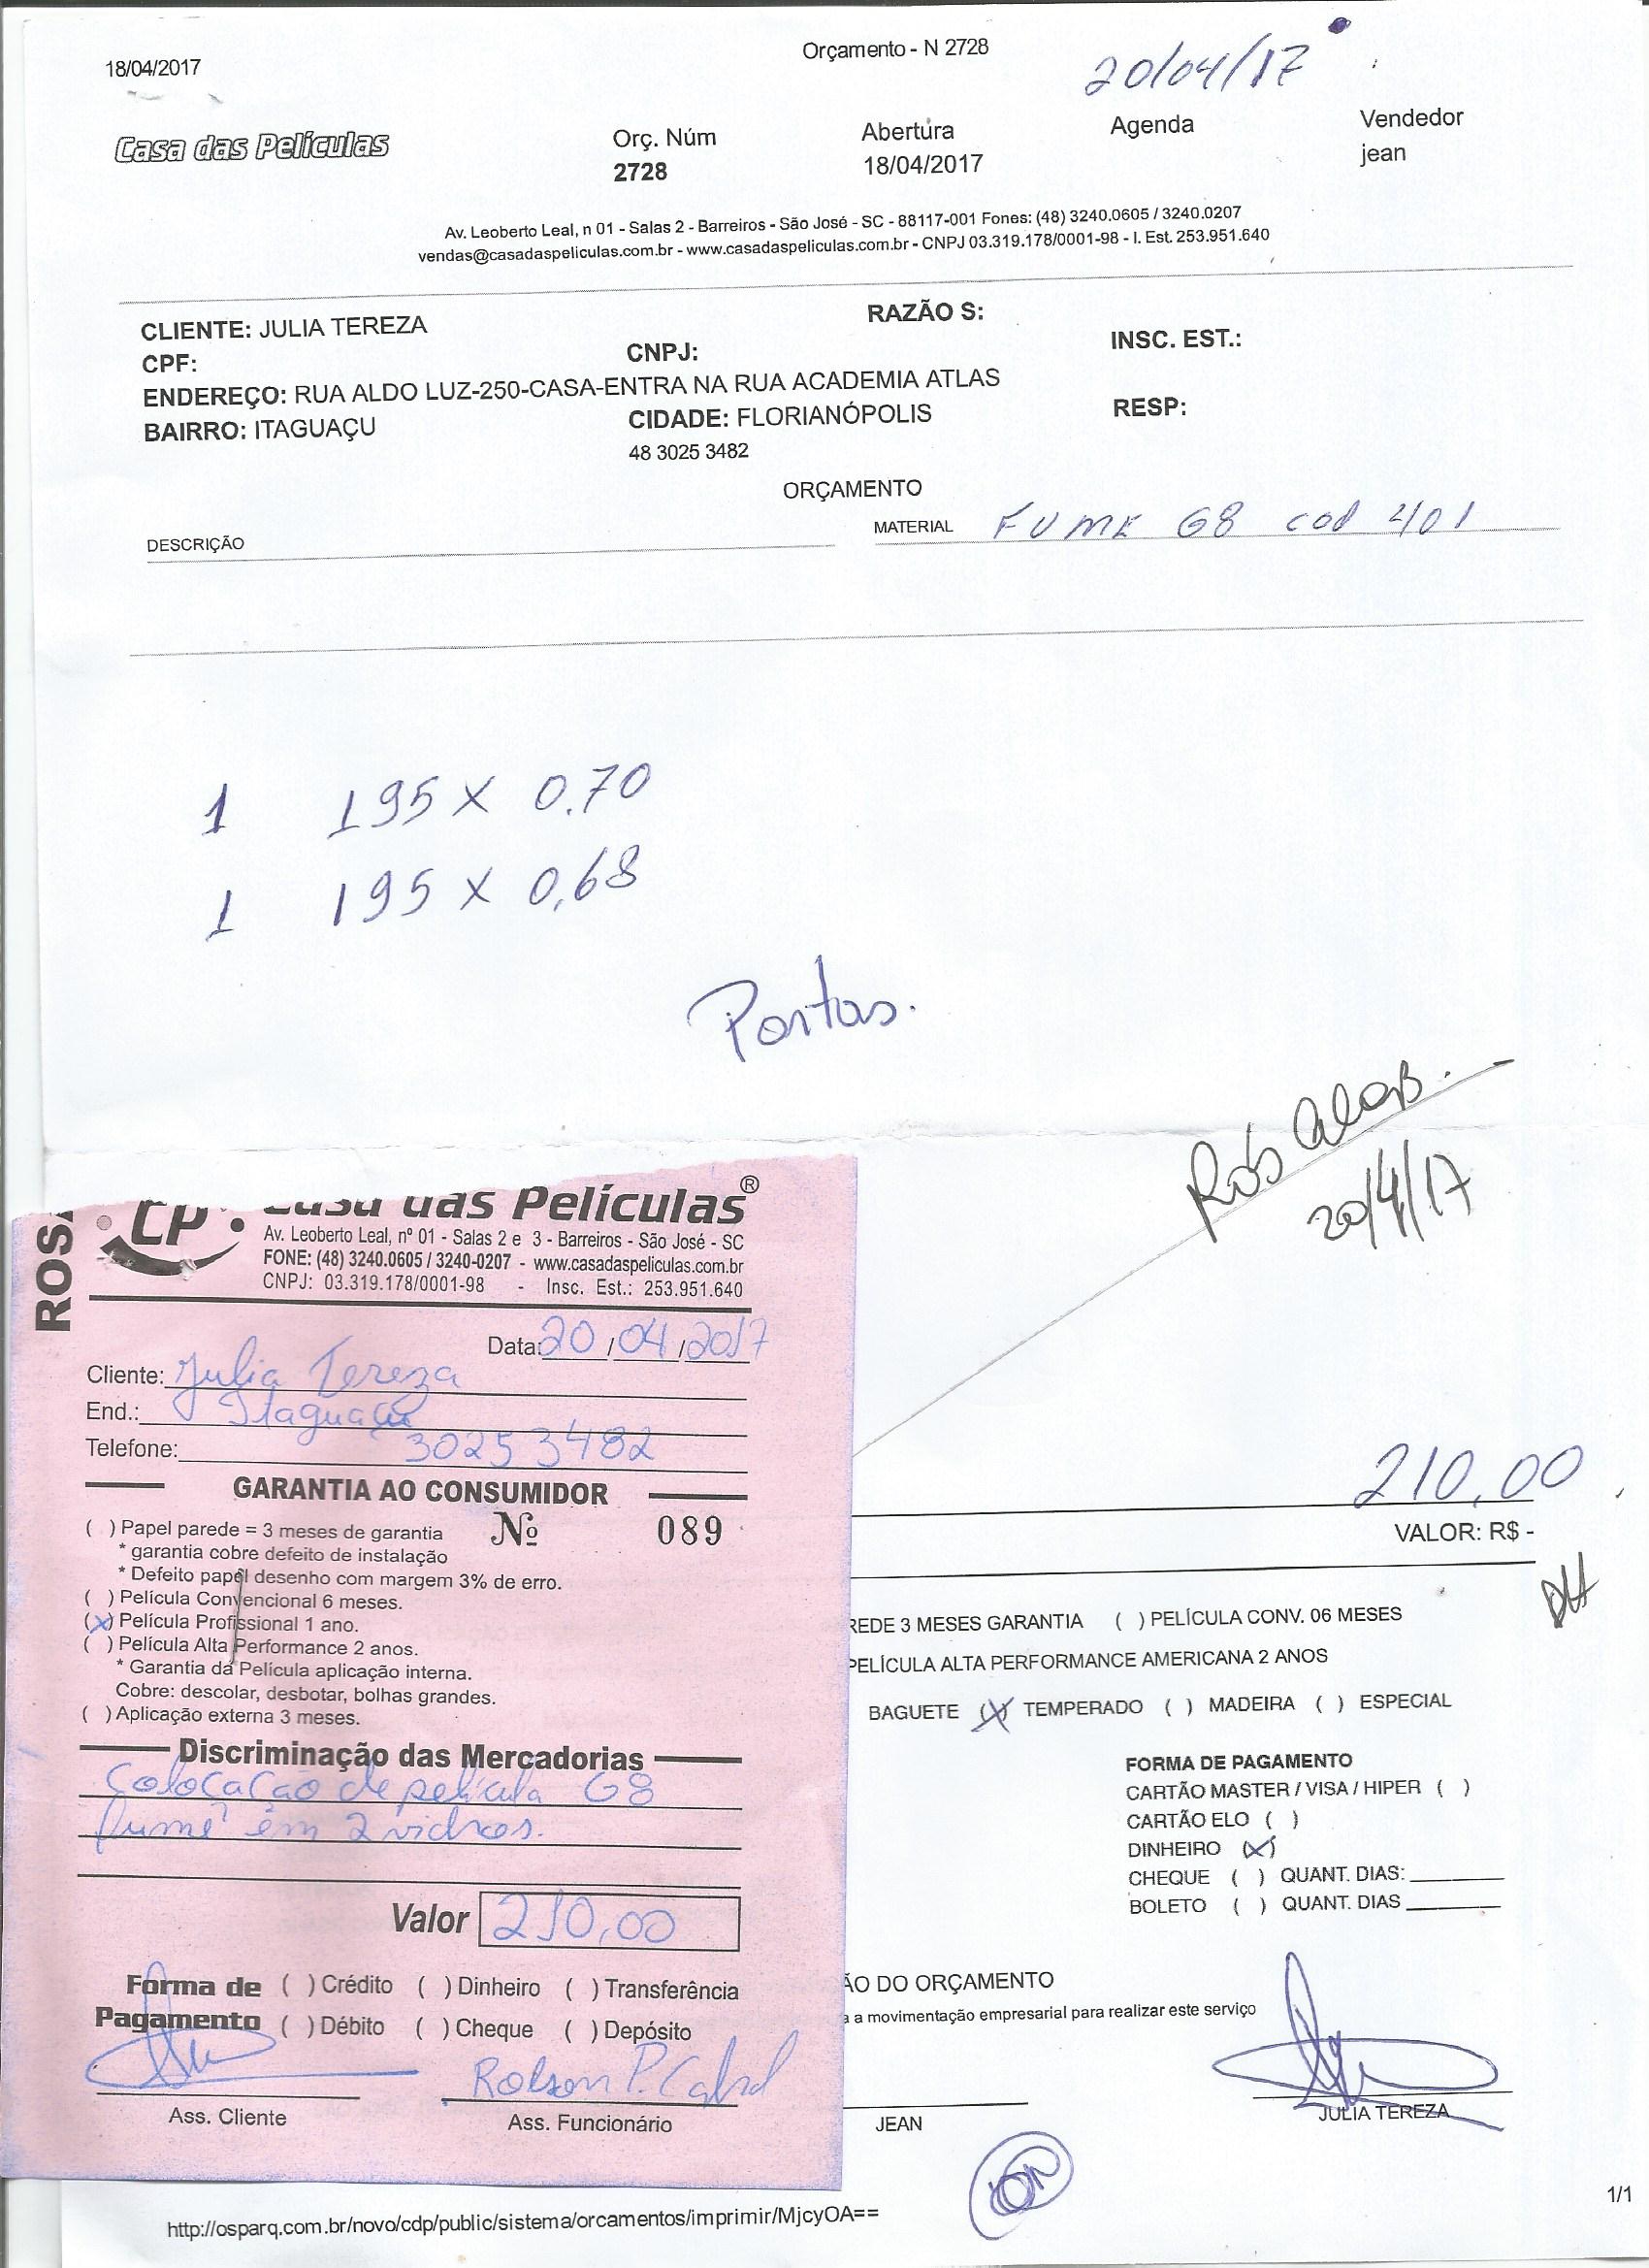 18/04/2017
Orçamento - N 2728
20/04/17
Casa das Películas
Orç. Núm
2728
Abertura
18/04/2017
Agenda
Vendedor
jean
Av. Leoberto Leal, n 01 - Salas 2 - Barreiros - São José - SC - 88117-001 Fones: (48) 3240.0605 / 3240.0207
vendas@casadaspeliculas.com.br - www.casadaspeliculas.com.br - CNPJ 03.319.178/0001-98 - I. Est. 253.951.640
CLIENTE: JULIA TEREZA
RAZÃO S:
CPF:
CNPJ:
INSC. EST.:
ENDEREÇO: RUA ALDO LUZ-250-CASA-ENTRA NA RUA ACADEMIA ATLAS
BAIRRO: ITAGUAÇU
CIDADE: FLORIANÓPOLIS
RESP:
48 3025 3482
ORÇAMENTO
DESCRIÇÃO
MATERIAL FUME G8 cod 401
1 195 X 0.70
1 195 X 0,68
Portas.
20/4/17
ROS
CP. Casa das Películas®
Av. Leoberto Leal, nº 01 - Salas 2 e 3 - Barreiros - São José - SC
FONE: (48) 3240.0605 / 3240-0207 - www.casadaspeliculas.com.br
CNPJ: 03.319.178/0001-98 - Insc. Est.: 253.951.640
Data: 20/04/2017
Cliente: Julia Tereza
End.: Itaguaçu
Telefone: 30253482
GARANTIA AO CONSUMIDOR
( ) Papel parede = 3 meses de garantia Nº 089
* garantia cobre defeito de instalação
* Defeito papel desenho com margem 3% de erro.
( ) Película Convencional 6 meses.
(X) Película Profissional 1 ano.
( ) Película Alta Performance 2 anos.
* Garantia da Película aplicação interna.
Cobre: descolar, desbotar, bolhas grandes.
( ) Aplicação externa 3 meses.
Discriminação das Mercadorias
Colocação de película G8
fumê em 2 vidros.
Valor 210,00
Forma de ( ) Crédito ( ) Dinheiro ( ) Transferência
Pagamento ( ) Débito ( ) Cheque ( ) Depósito
Robson P. Cabral
Ass. Cliente
Ass. Funcionário
210,00
VALOR: R$ -
REDE 3 MESES GARANTIA ( ) PELÍCULA CONV. 06 MESES
PELÍCULA ALTA PERFORMANCE AMERICANA 2 ANOS
BAGUETE (X) TEMPERADO ( ) MADEIRA ( ) ESPECIAL
FORMA DE PAGAMENTO
CARTÃO MASTER / VISA / HIPER ( )
CARTÃO ELO ( )
DINHEIRO (X)
CHEQUE ( ) QUANT. DIAS:
BOLETO ( ) QUANT. DIAS
ÃO DO ORÇAMENTO
a a movimentação empresarial para realizar este serviço
JEAN
JULIA TEREZA
1/1
http://osparq.com.br/novo/cdp/public/sistema/orcamentos/imprimir/MjcyOA==